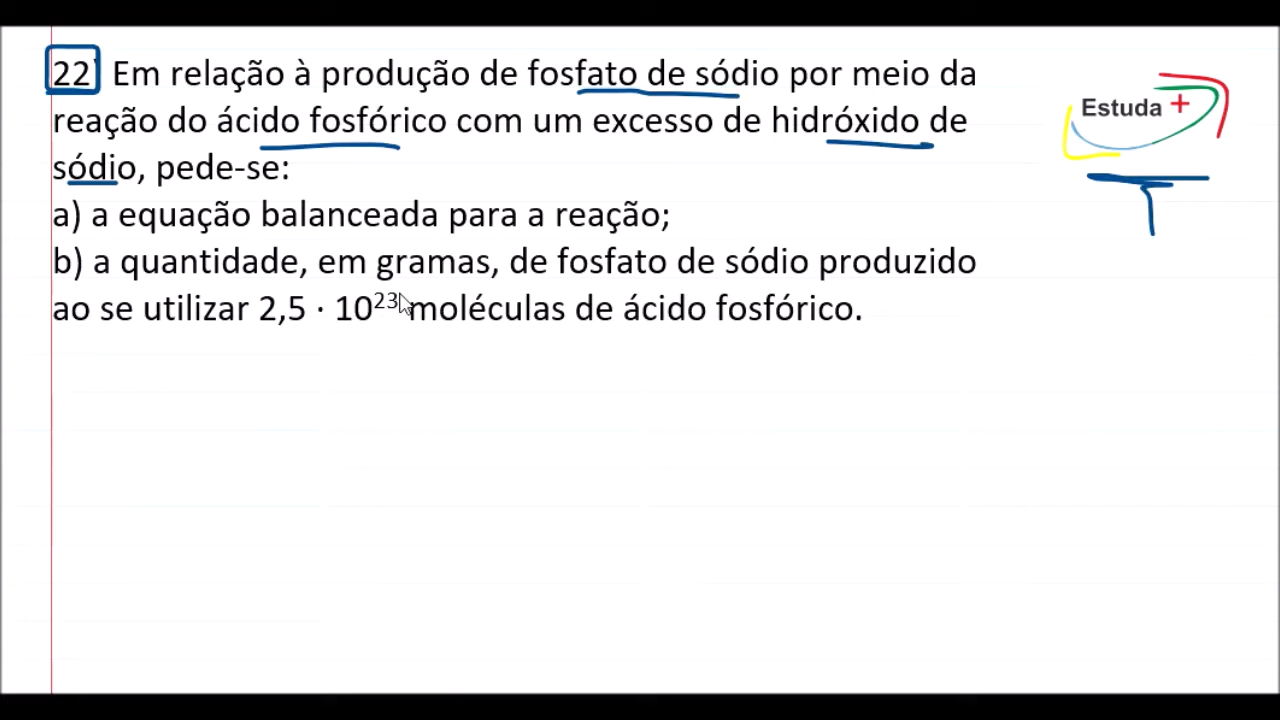 22) Em relação à produção de fosfato de sódio por meio da
reação do ácido fosfórico com um excesso de hidróxido de
sódio, pede-se:
a) a equação balanceada para a reação;
b) a quantidade, em gramas, de fosfato de sódio produzido
ao se utilizar 2,5 · 10²³ moléculas de ácido fosfórico.
Estuda +